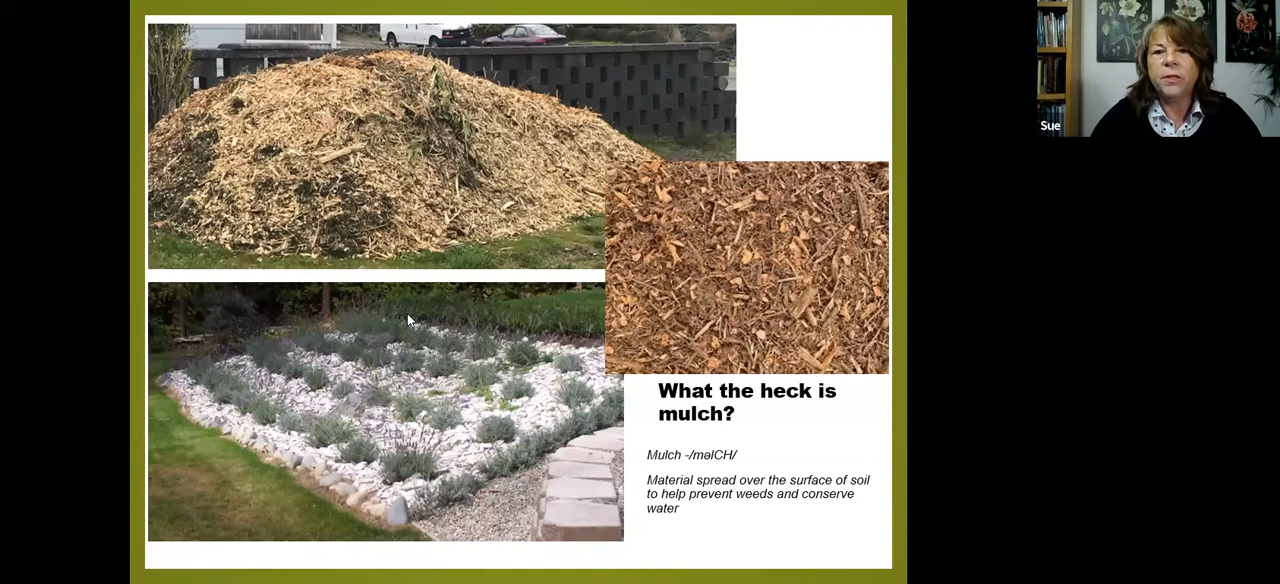 Sue
What the heck is
mulch?
Mulch -/məlCH/
Material spread over the surface of soil
to help prevent weeds and conserve
water